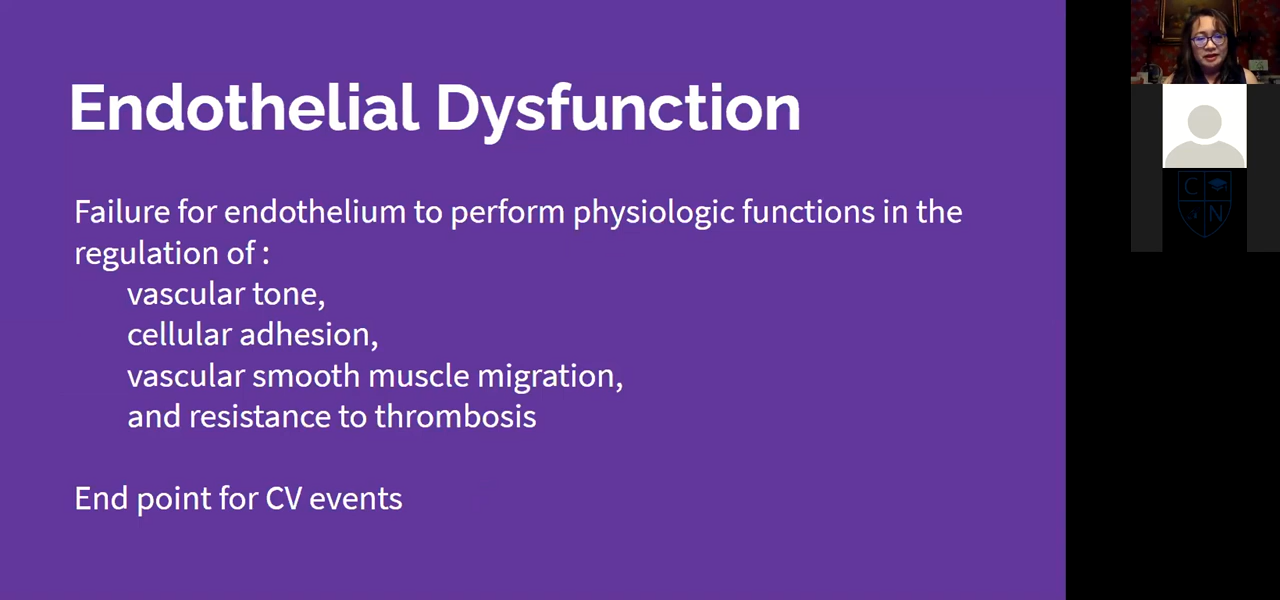 Endothelial Dysfunction
Failure for endothelium to perform physiologic functions in the
regulation of :
vascular tone,
cellular adhesion,
vascular smooth muscle migration,
and resistance to thrombosis
End point for CV events
C
N